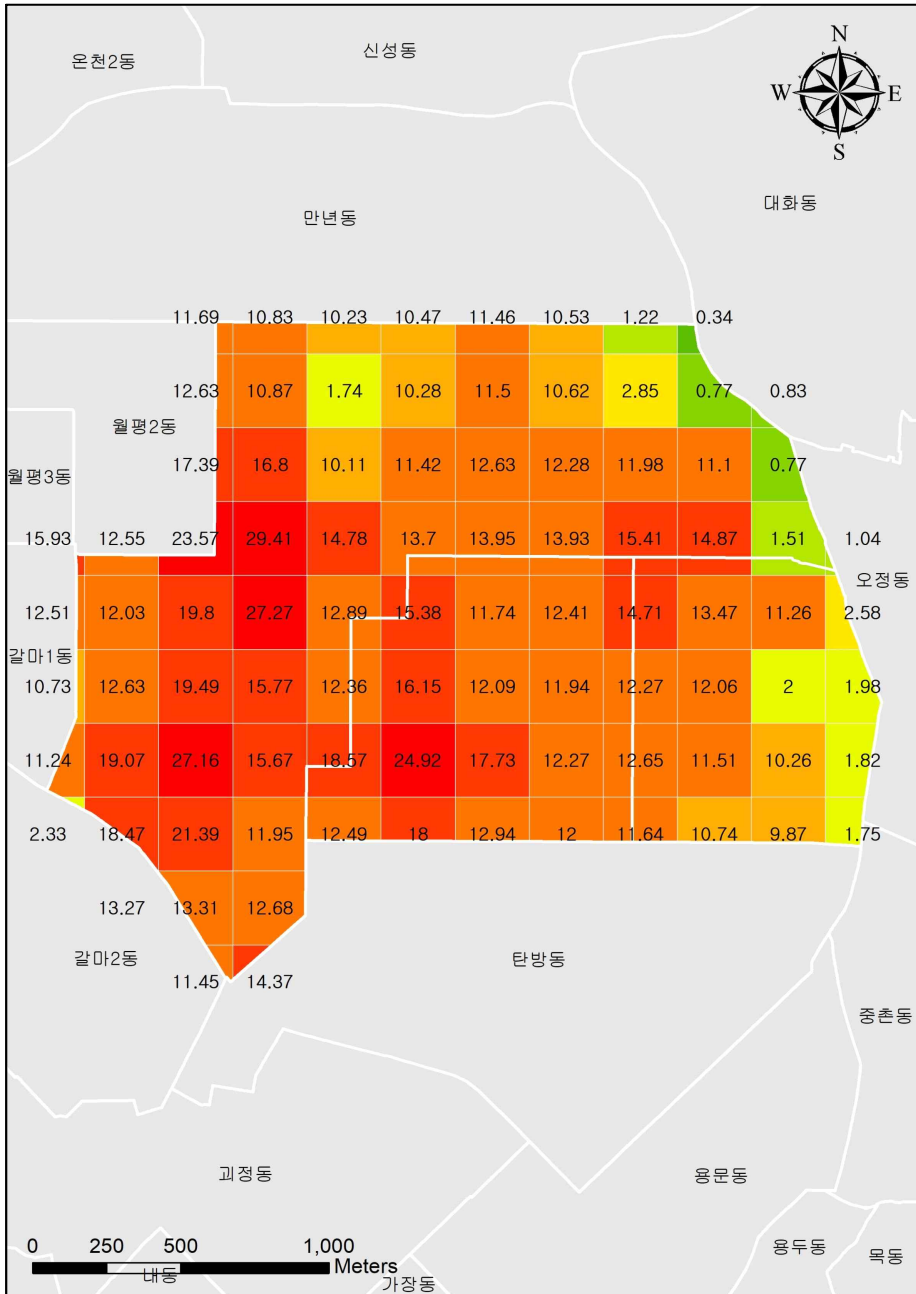 온천2동
신성동
N
W E
S
대화동
만년동
11.69 10.83 10.23 10.47 11.46 10.53 1.22 0.34
12.63 10.87 1.74 10.28 11.5 10.62 2.85 0.77 0.83
월평2동
17.39 16.8 10.11 11.42 12.63 12.28 11.98 11.1 0.77
월평3동
15.93 12.55 23.57 29.41 14.78 13.7 13.95 13.93 15.41 14.87 1.51 1.04
오정동
12.51 12.03 19.8 27.27 12.89 15.38 11.74 12.41 14.71 13.47 11.26 2.58
갈마1동
10.73 12.63 19.49 15.77 12.36 16.15 12.09 11.94 12.27 12.06 2 1.98
11.24 19.07 27.16 15.67 18.57 24.92 17.73 12.27 12.65 11.51 10.26 1.82
2.33 18.47 21.39 11.95 12.49 18 12.94 12 11.64 10.74 9.87 1.75
13.27 13.31 12.68
갈마2동
탄방동
11.45 14.37
중촌동
괴정동
용문동
0 250 500 1,000
Meters
용두동
목동
내동
가장동